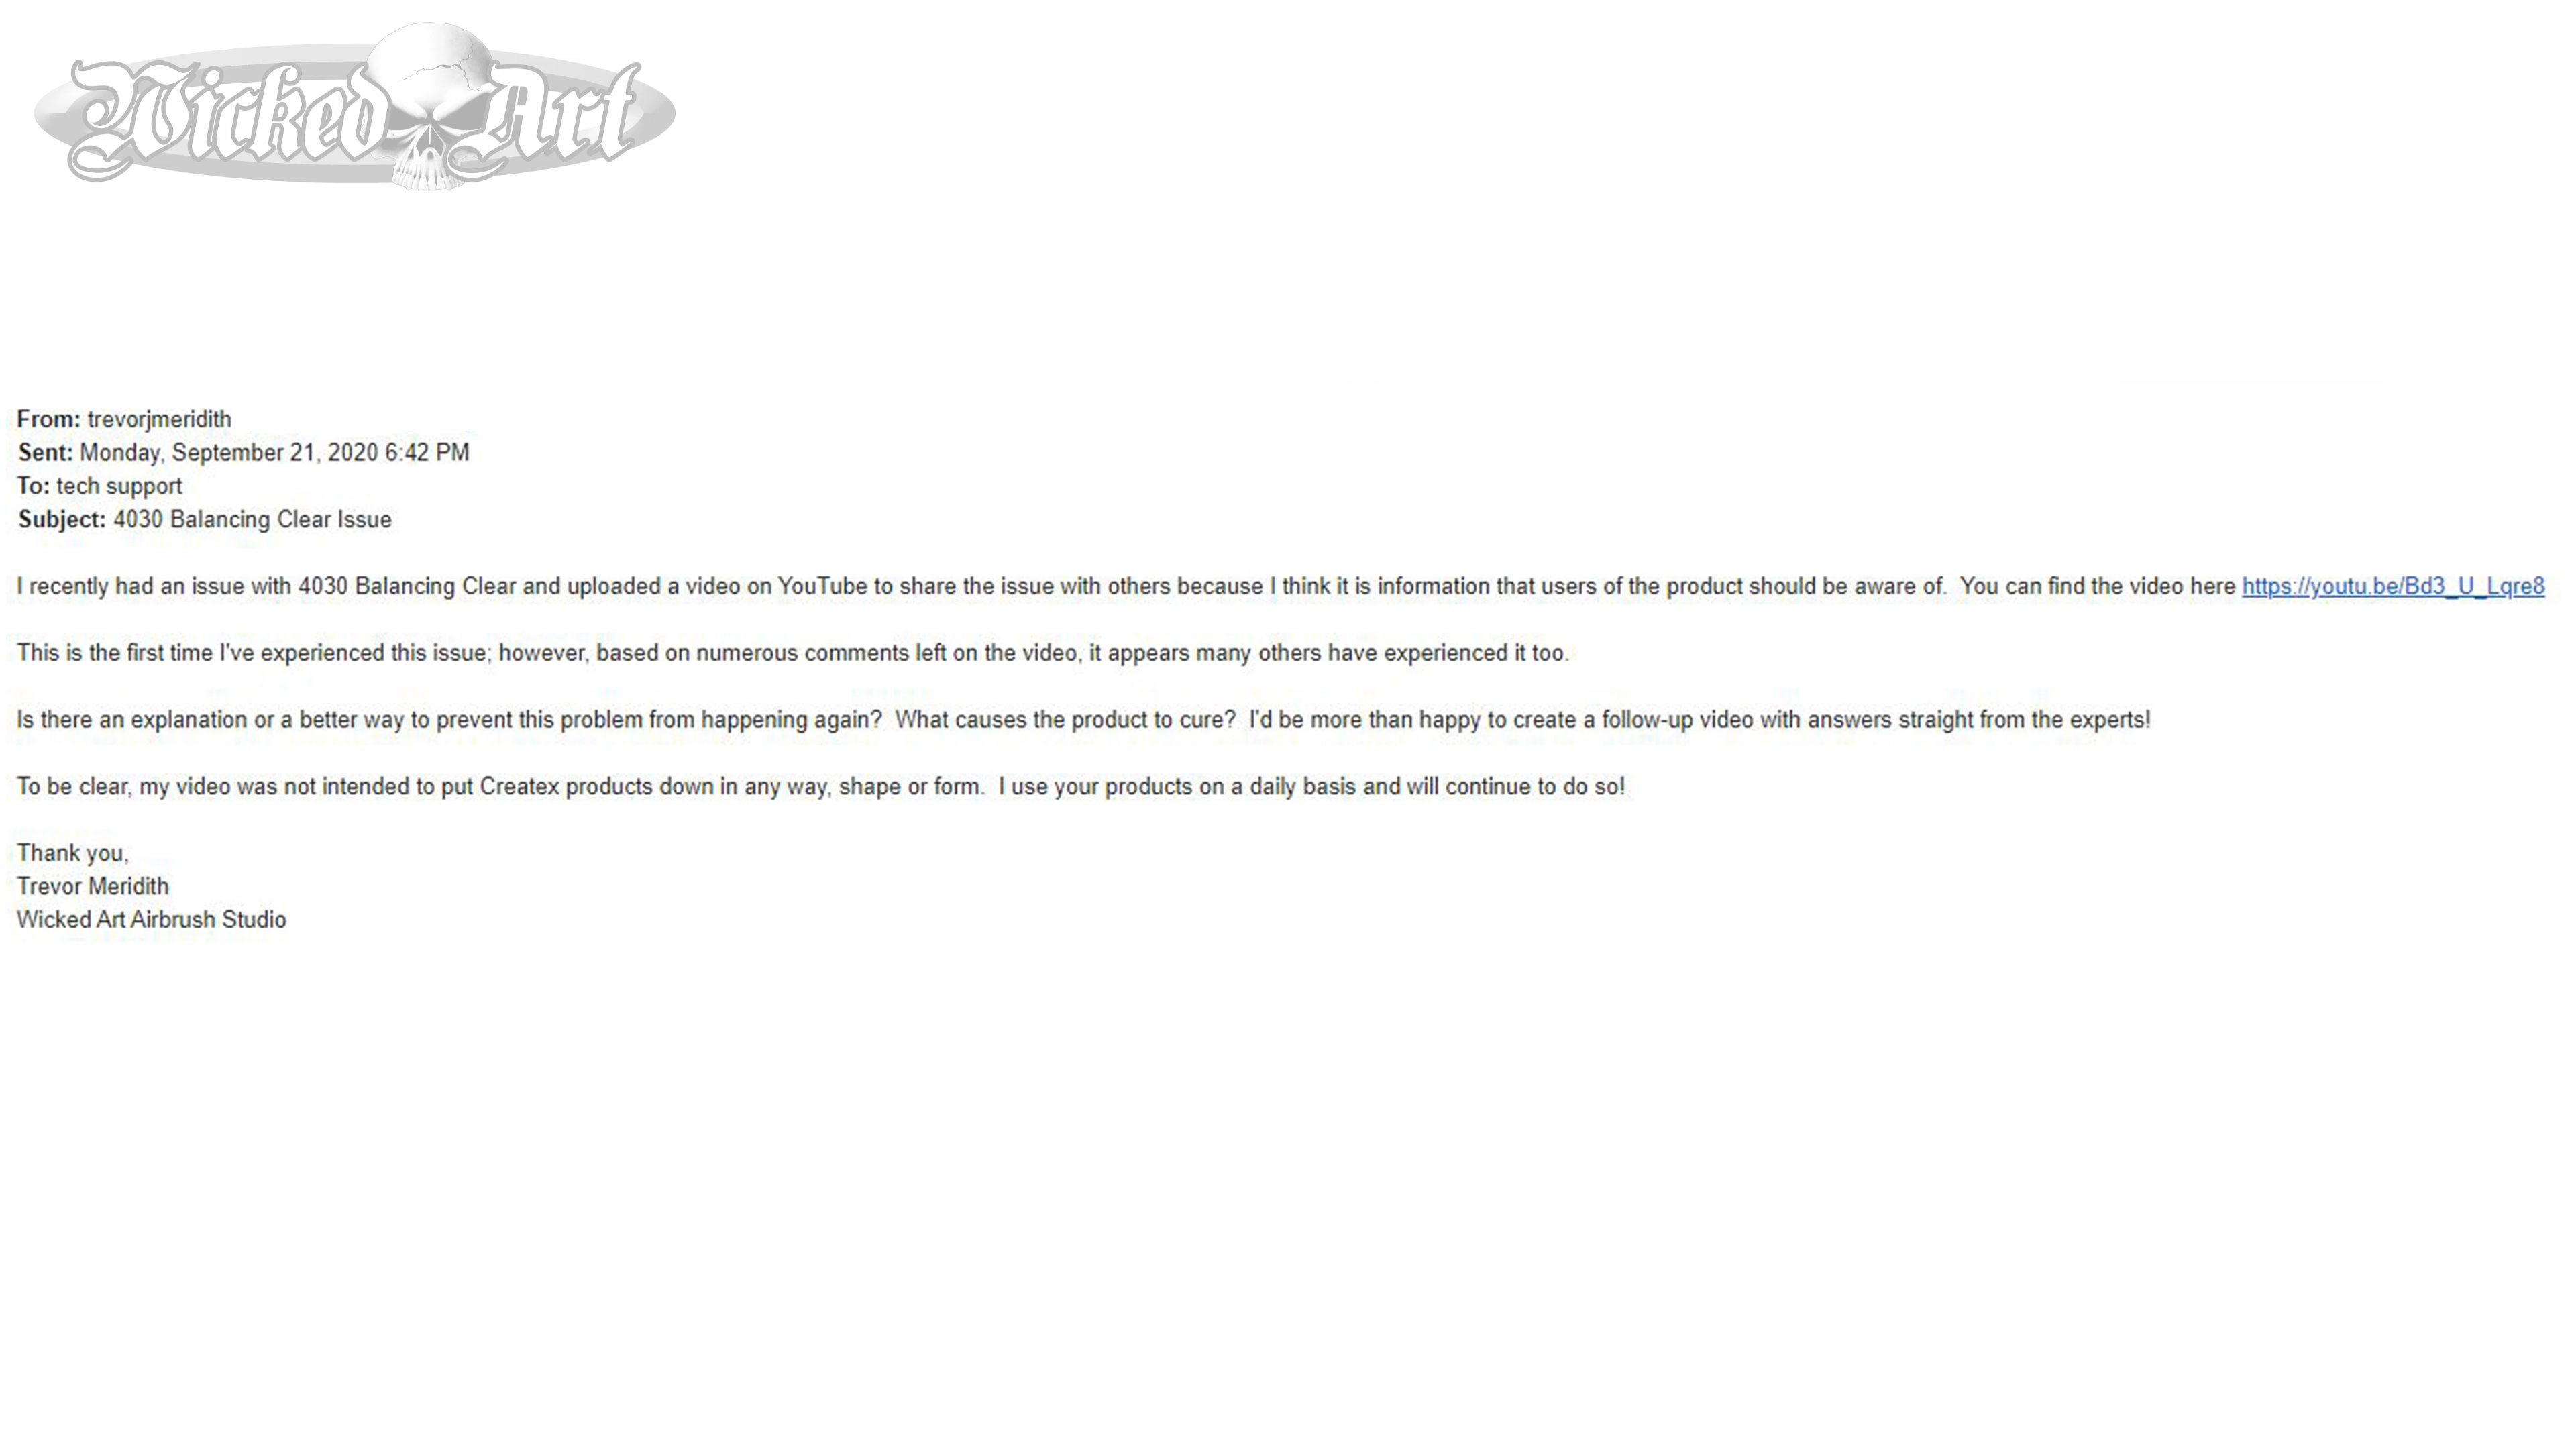 Wicked Art
From: trevorjmeridith
Sent: Monday, September 21, 2020 6:42 PM
To: tech support
Subject: 4030 Balancing Clear Issue
I recently had an issue with 4030 Balancing Clear and uploaded a video on YouTube to share the issue with others because I think it is information that users of the product should be aware of.  You can find the video here https://youtu.be/Bd3_U_Lqre8
This is the first time I've experienced this issue; however, based on numerous comments left on the video, it appears many others have experienced it too.
Is there an explanation or a better way to prevent this problem from happening again?  What causes the product to cure?  I'd be more than happy to create a follow-up video with answers straight from the experts!
To be clear, my video was not intended to put Createx products down in any way, shape or form.  I use your products on a daily basis and will continue to do so!
Thank you,
Trevor Meridith
Wicked Art Airbrush Studio